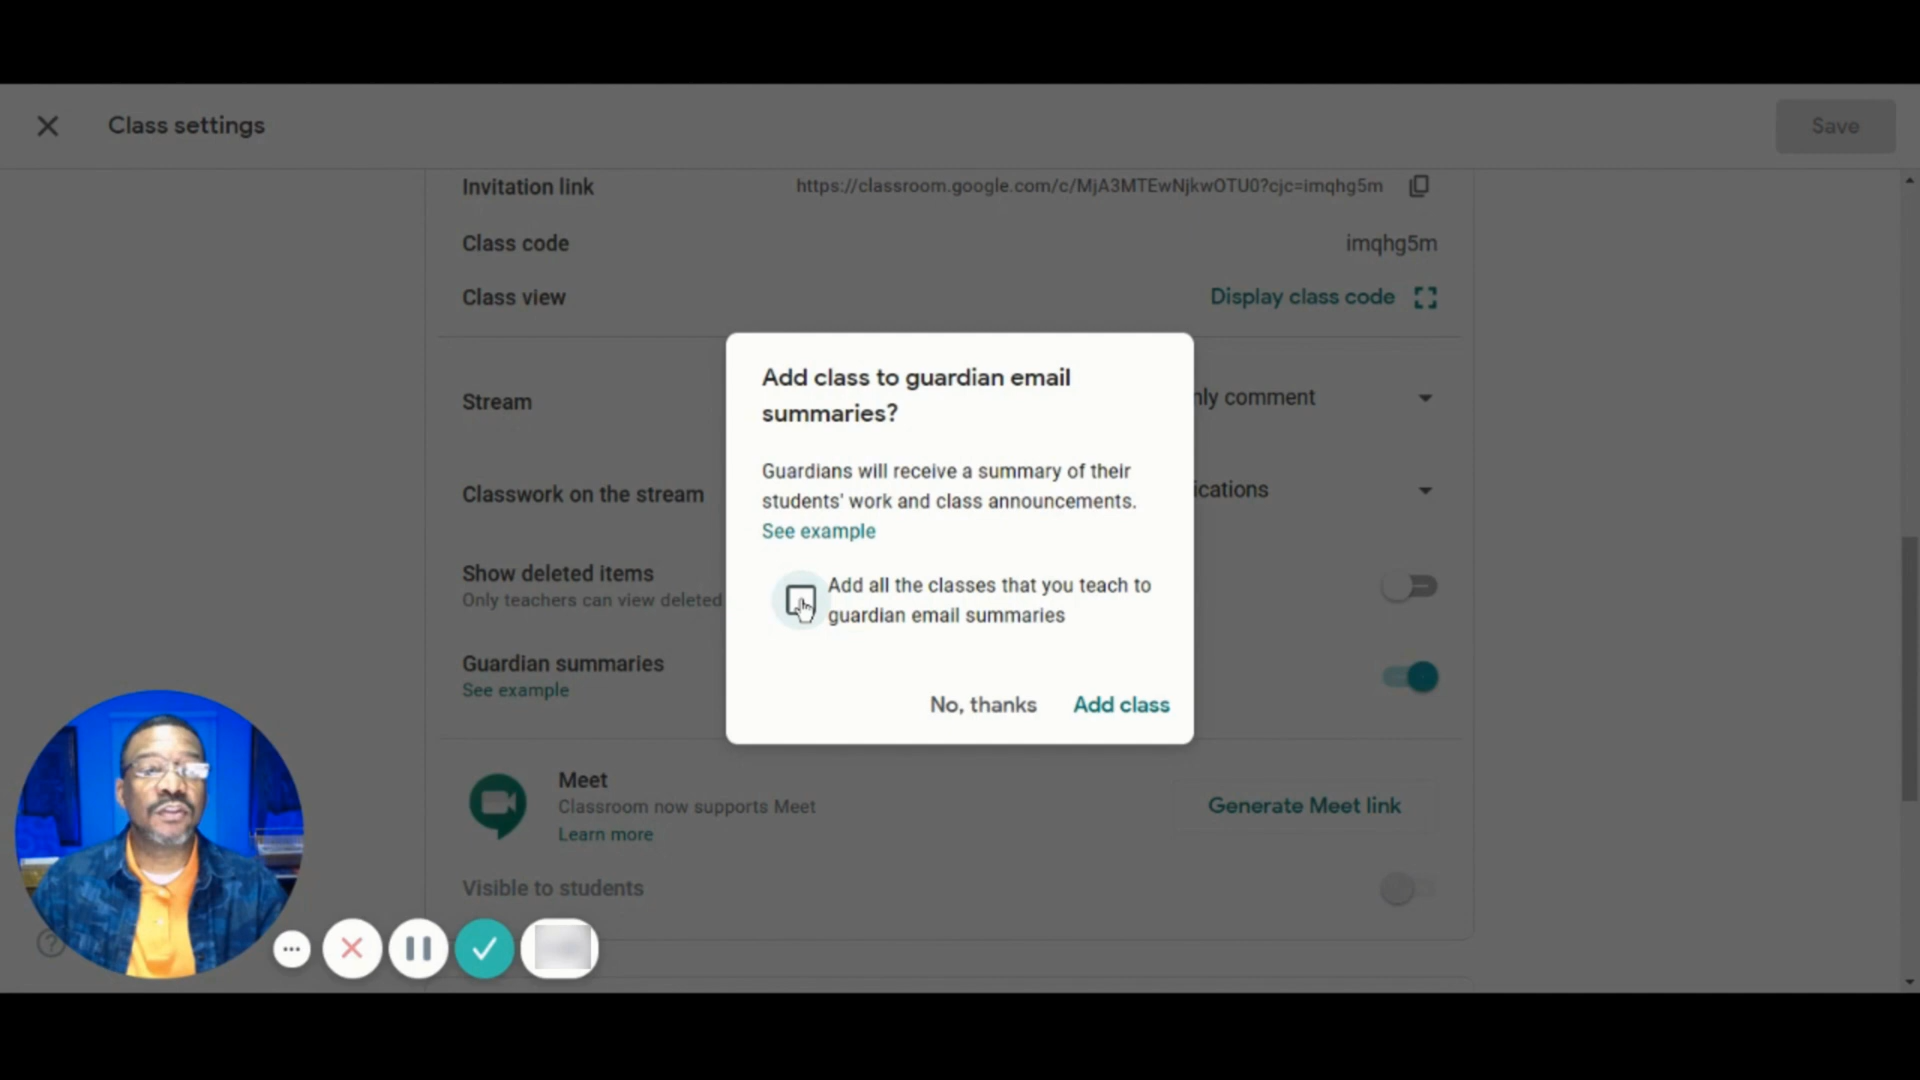 Class settings
Save
Invitation link
https://classroom.google.com/c/MjA3MTEwNjkwOTU0?cjc=imqhg5m
Class code
imqhg5m
Class view
Display class code
Add class to guardian email
summaries?
Stream
nly comment
Guardians will receive a summary of their
students' work and class announcements.
See example
Classwork on the stream
ications
Show deleted items
Only teachers can view deleted
Add all the classes that you teach to
guardian email summaries
Guardian summaries
See example
No, thanks
Add class
Meet
Classroom now supports Meet
Learn more
Generate Meet link
Visible to students